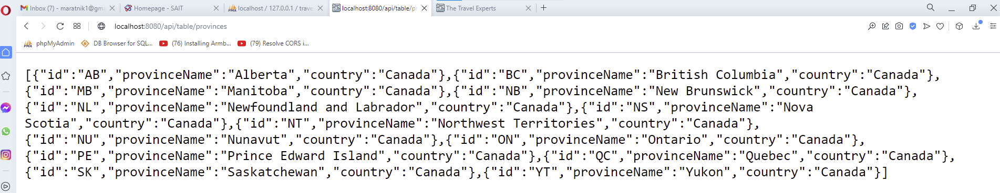 Inbox (7) - maratnik1@gma
Homepage - SAIT
localhost / 127.0.0.1 / trave
localhost:8080/api/table/pr
The Travel Experts
localhost:8080/api/table/provinces
phpMyAdmin
DB Browser for SQL...
(76) Installing Armb...
(79) Resolve CORS i...
[{"id":"AB","provinceName":"Alberta","country":"Canada"},{"id":"BC","provinceName":"British Columbia","country":"Canada"},
{"id":"MB","provinceName":"Manitoba","country":"Canada"},{"id":"NB","provinceName":"New Brunswick","country":"Canada"},
{"id":"NL","provinceName":"Newfoundland and Labrador","country":"Canada"},{"id":"NS","provinceName":"Nova
Scotia","country":"Canada"},{"id":"NT","provinceName":"Northwest Territories","country":"Canada"},
{"id":"NU","provinceName":"Nunavut","country":"Canada"},{"id":"ON","provinceName":"Ontario","country":"Canada"},
{"id":"PE","provinceName":"Prince Edward Island","country":"Canada"},{"id":"QC","provinceName":"Quebec","country":"Canada"},
{"id":"SK","provinceName":"Saskatchewan","country":"Canada"},{"id":"YT","provinceName":"Yukon","country":"Canada"}]